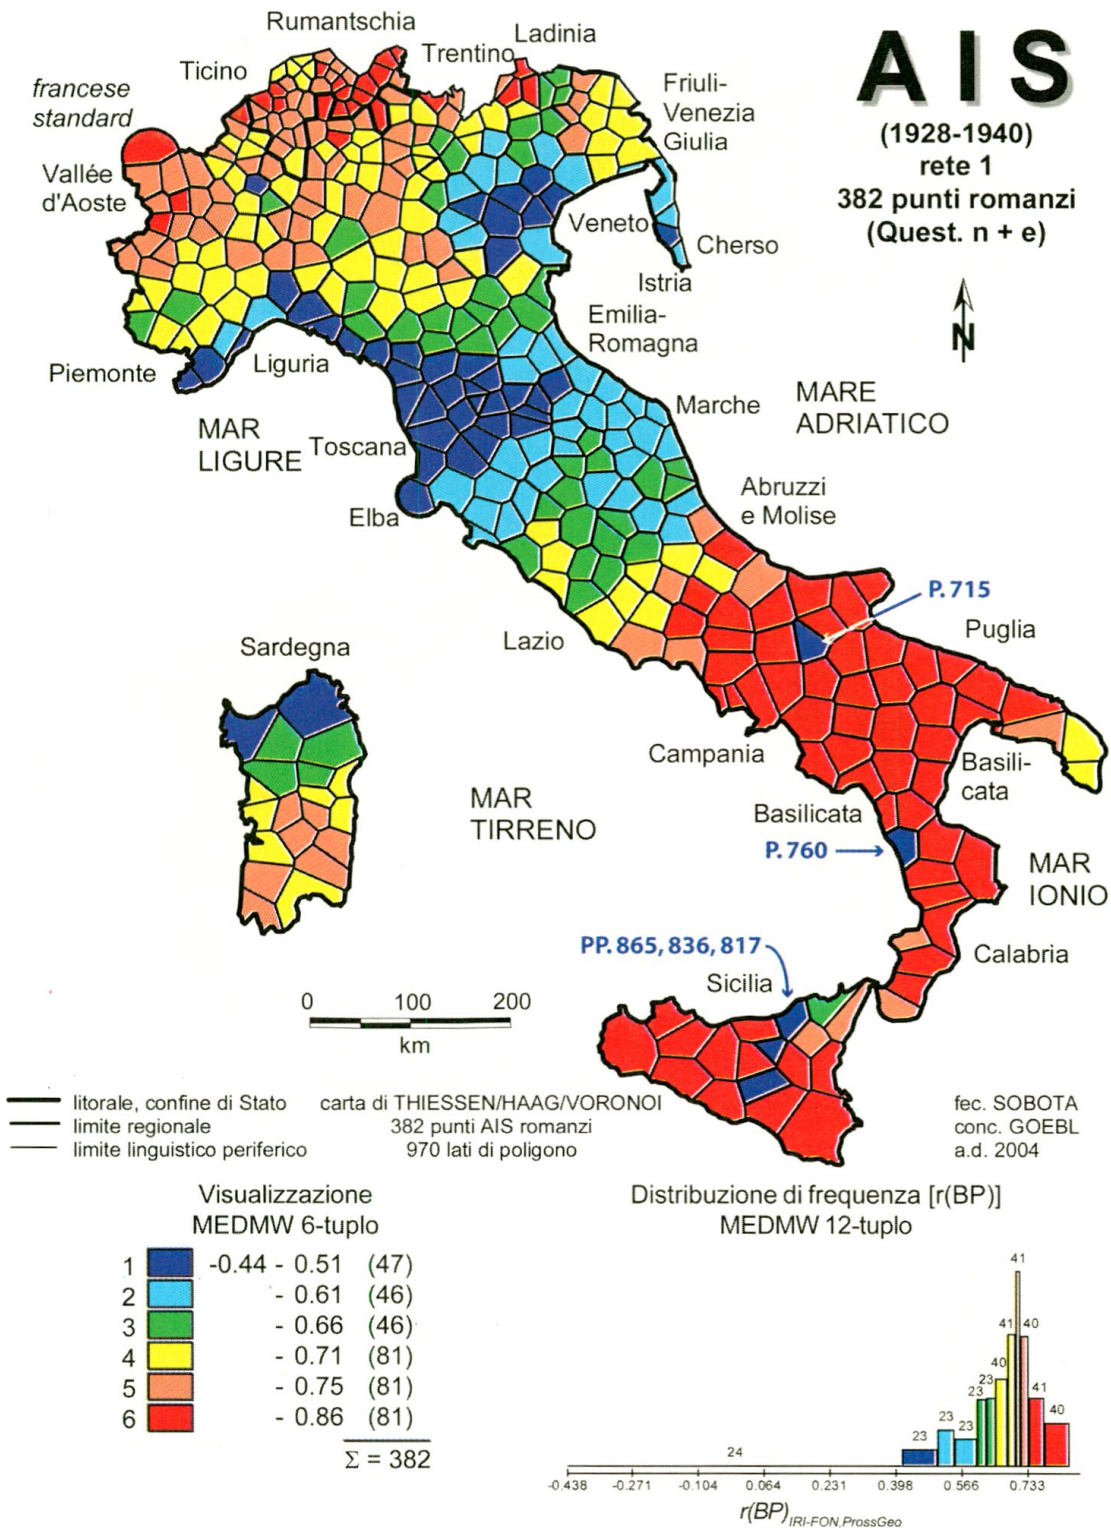 Rumantschia
Ladinia
Trentino
Ticino
francese
standard
Vallée
d'Aoste
Friuli-
Venezia
Giulia
AIS
(1928-1940)
rete 1
382 punti romanzi
(Quest. n + e)
N
Veneto
Cherso
Istria
Emilia-
Romagna
Piemonte
Liguria
MAR
LIGURE
Toscana
Elba
Marche
MARE
ADRIATICO
Abruzzi
e Molise
P.715
Puglia
Lazio
Sardegna
Campania
Basili-
cata
Basilicata
P.760
MAR
TIRRENO
MAR
IONIO
PP. 865, 836, 817
Sicilia
Calabria
0 100 200
km
litorale, confine di Stato
limite regionale
limite linguistico periferico
carta di THIESSEN/HAAG/VORONOI
382 punti AIS romanzi
970 lati di poligono
fec. SOBOTA
conc. GOEBL
a.d. 2004
Visualizzazione
MEDMW 6-tuplo
1 -0.44 - 0.51 (47)
2 - 0.61 (46)
3 - 0.66 (46)
4 - 0.71 (81)
5 - 0.75 (81)
6 - 0.86 (81)
Σ = 382
Distribuzione di frequenza [r(BP)]
MEDMW 12-tuplo
24 23 23 23 23 23 40 41 41 40 41 40
-0.438 -0.271 -0.104 0.064 0.231 0.398 0.566 0.733
r(BP)IRI-FON,ProssGeo